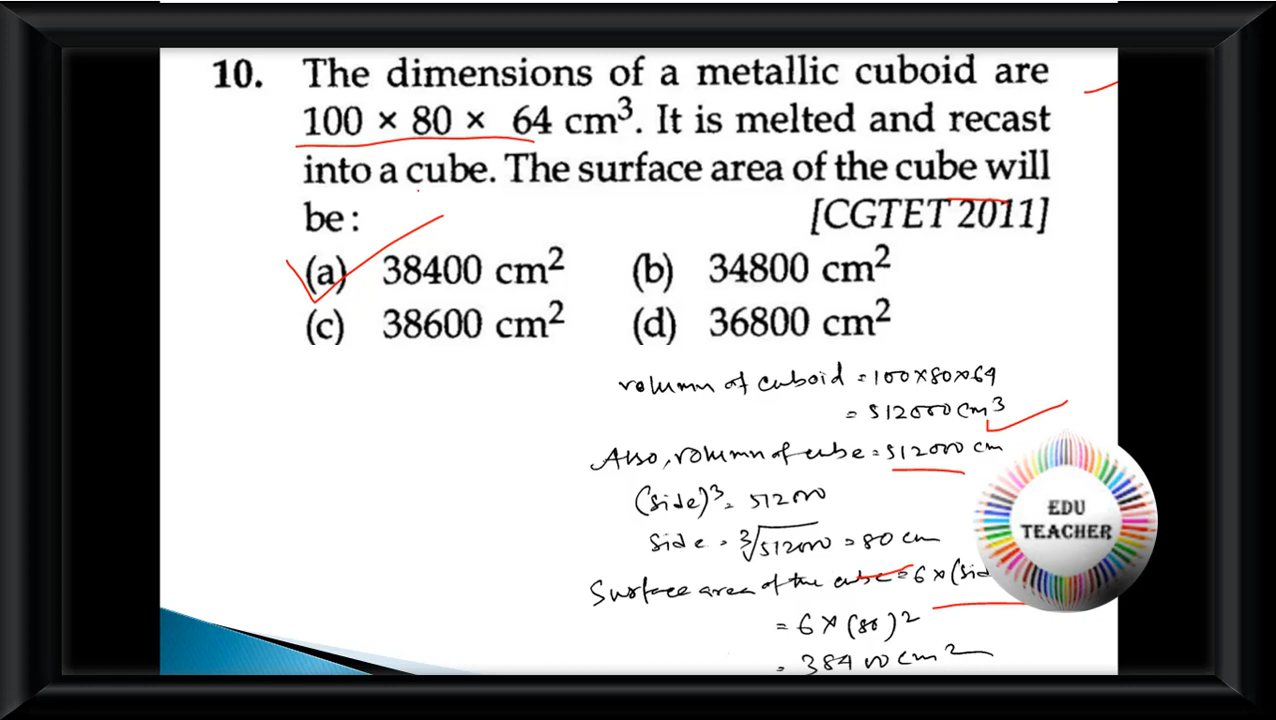 10. The dimensions of a metallic cuboid are
100 × 80 × 64 cm³. It is melted and recast
into a cube. The surface area of the cube will
be : [CGTET 2011]
(a) 38400 cm² (b) 34800 cm²
(c) 38600 cm² (d) 36800 cm²
volumn of cuboid = 100×80×64
= 512000 cm³
Also, volumn of cube = 512000 cm
(side)³ = 512000
side = ∛512000 = 80 cm
Surface area of the cube = 6 × (sid
= 6 × (80)²
= 38400 cm²
EDU
TEACHER